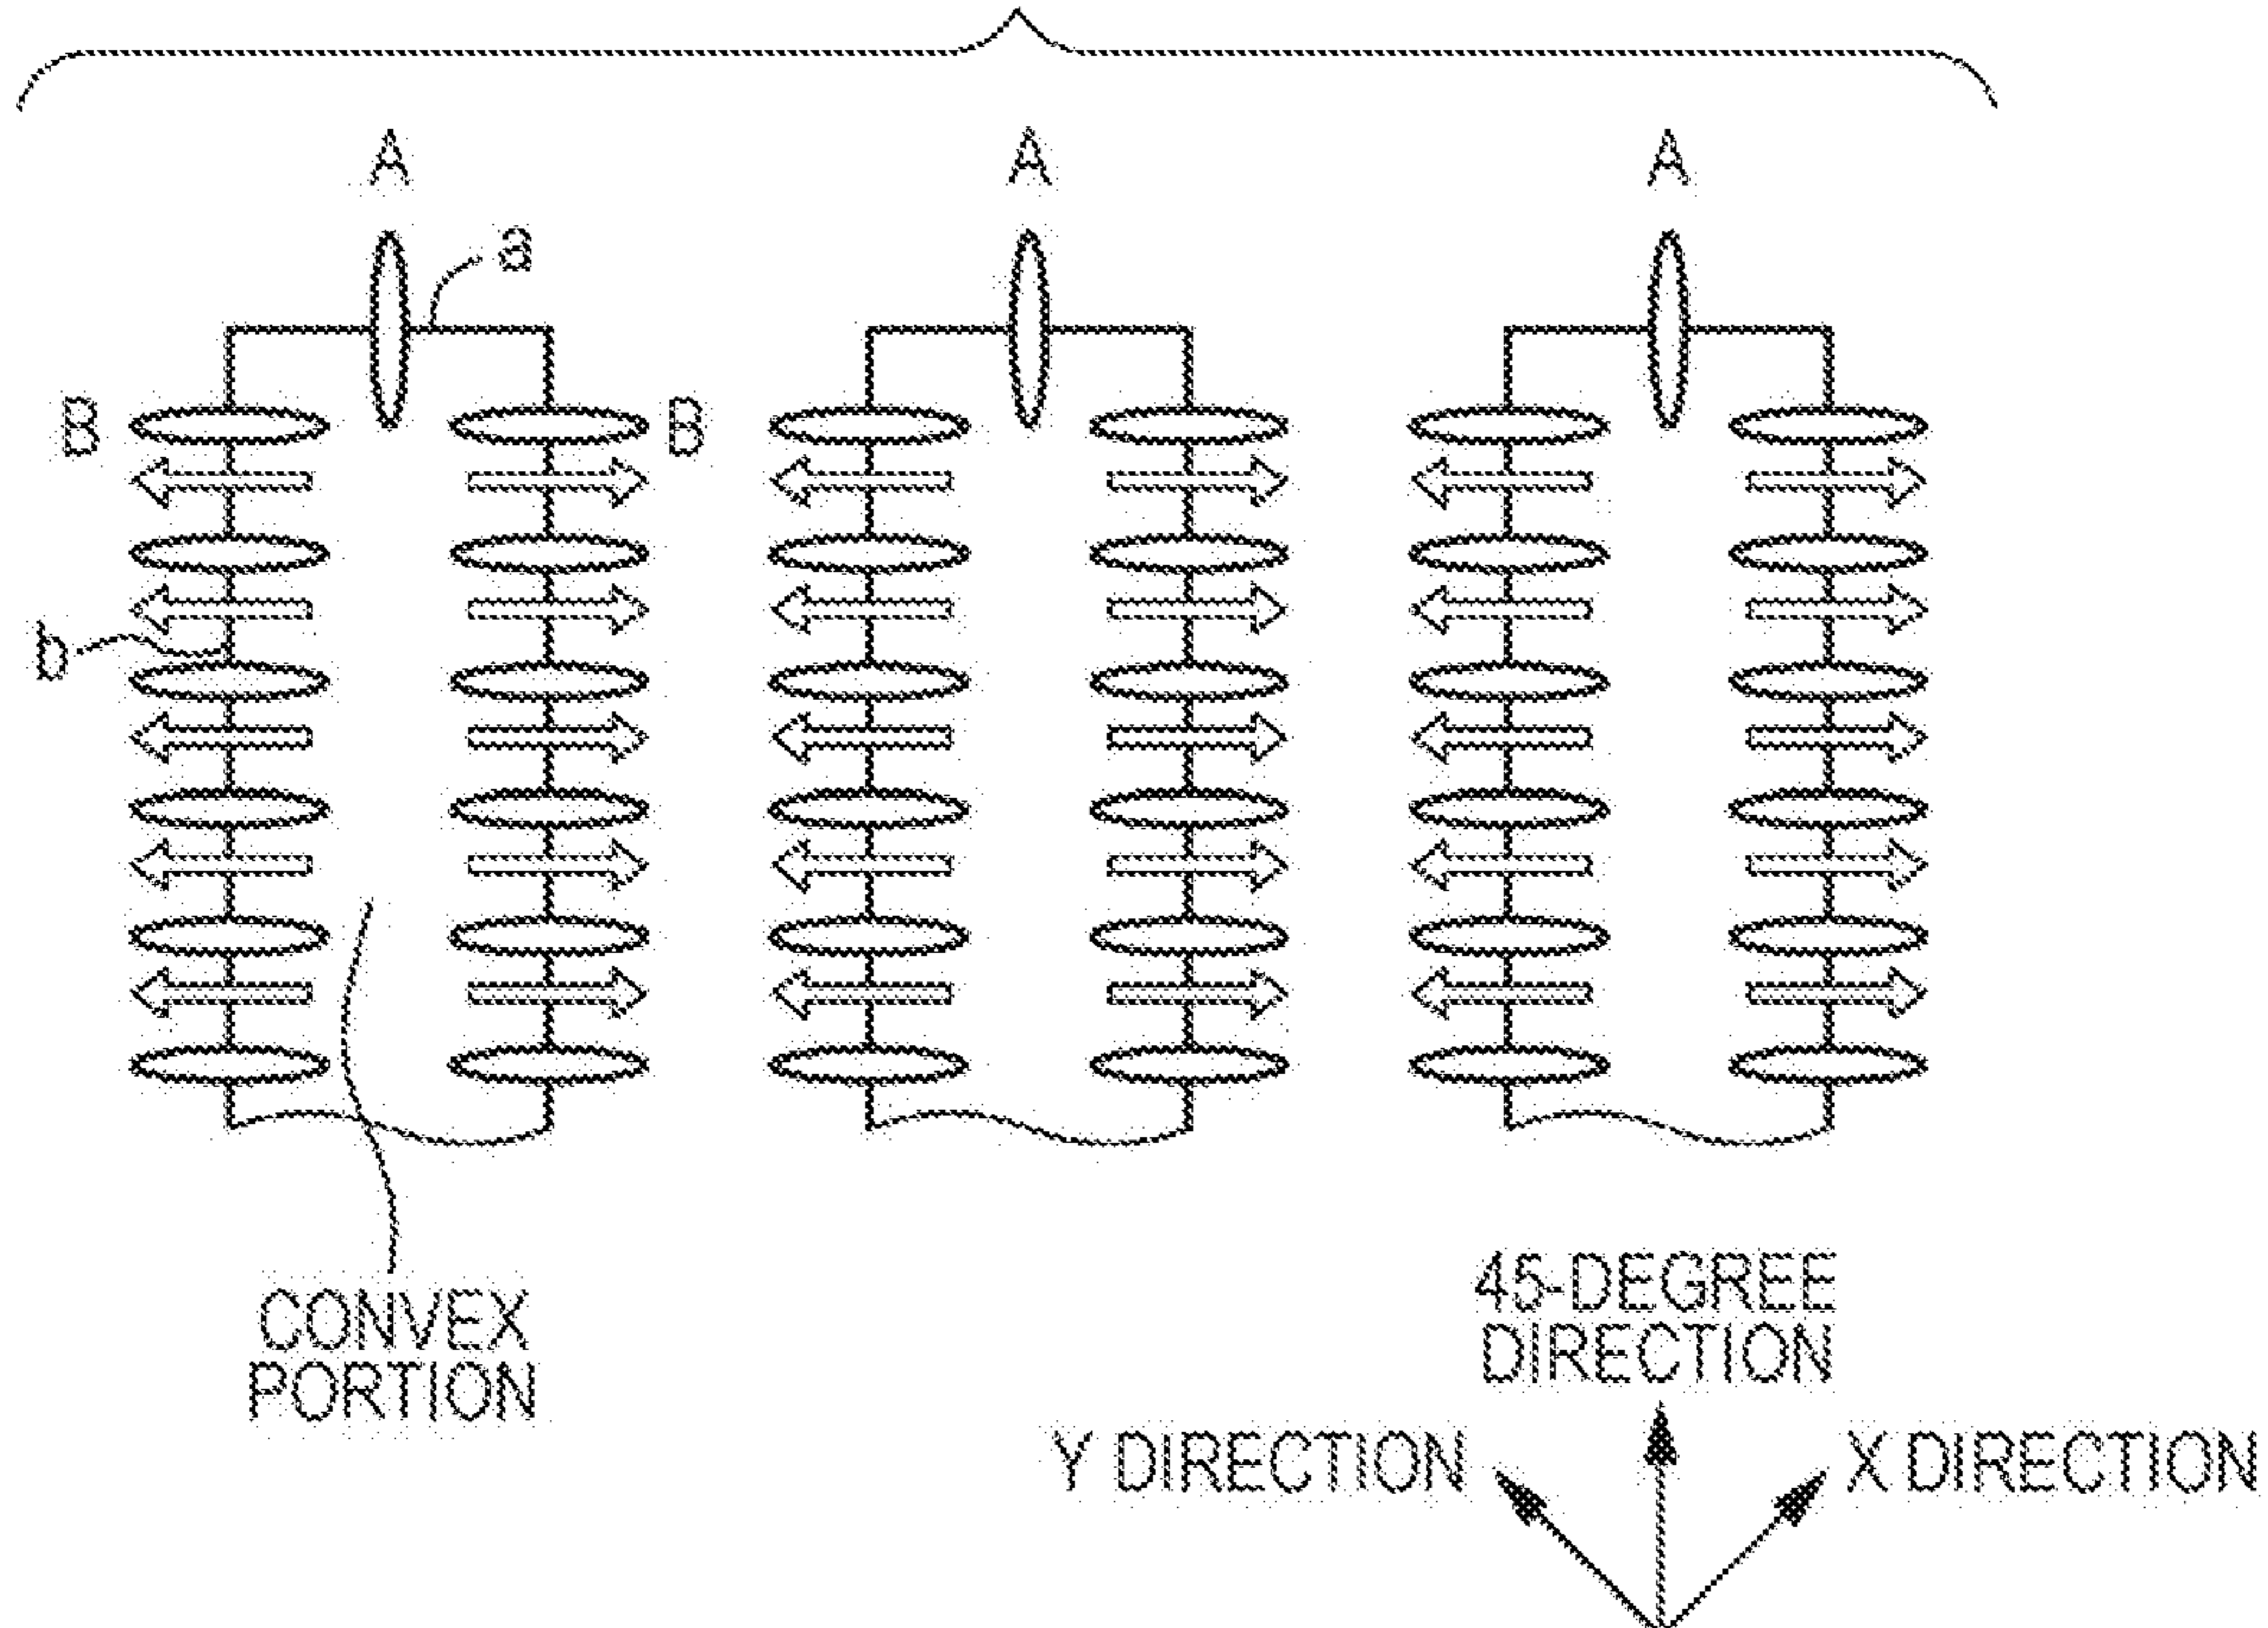 A A A
a
B B
b
CONVEX
PORTION
45-DEGREE
DIRECTION
Y DIRECTION X DIRECTION